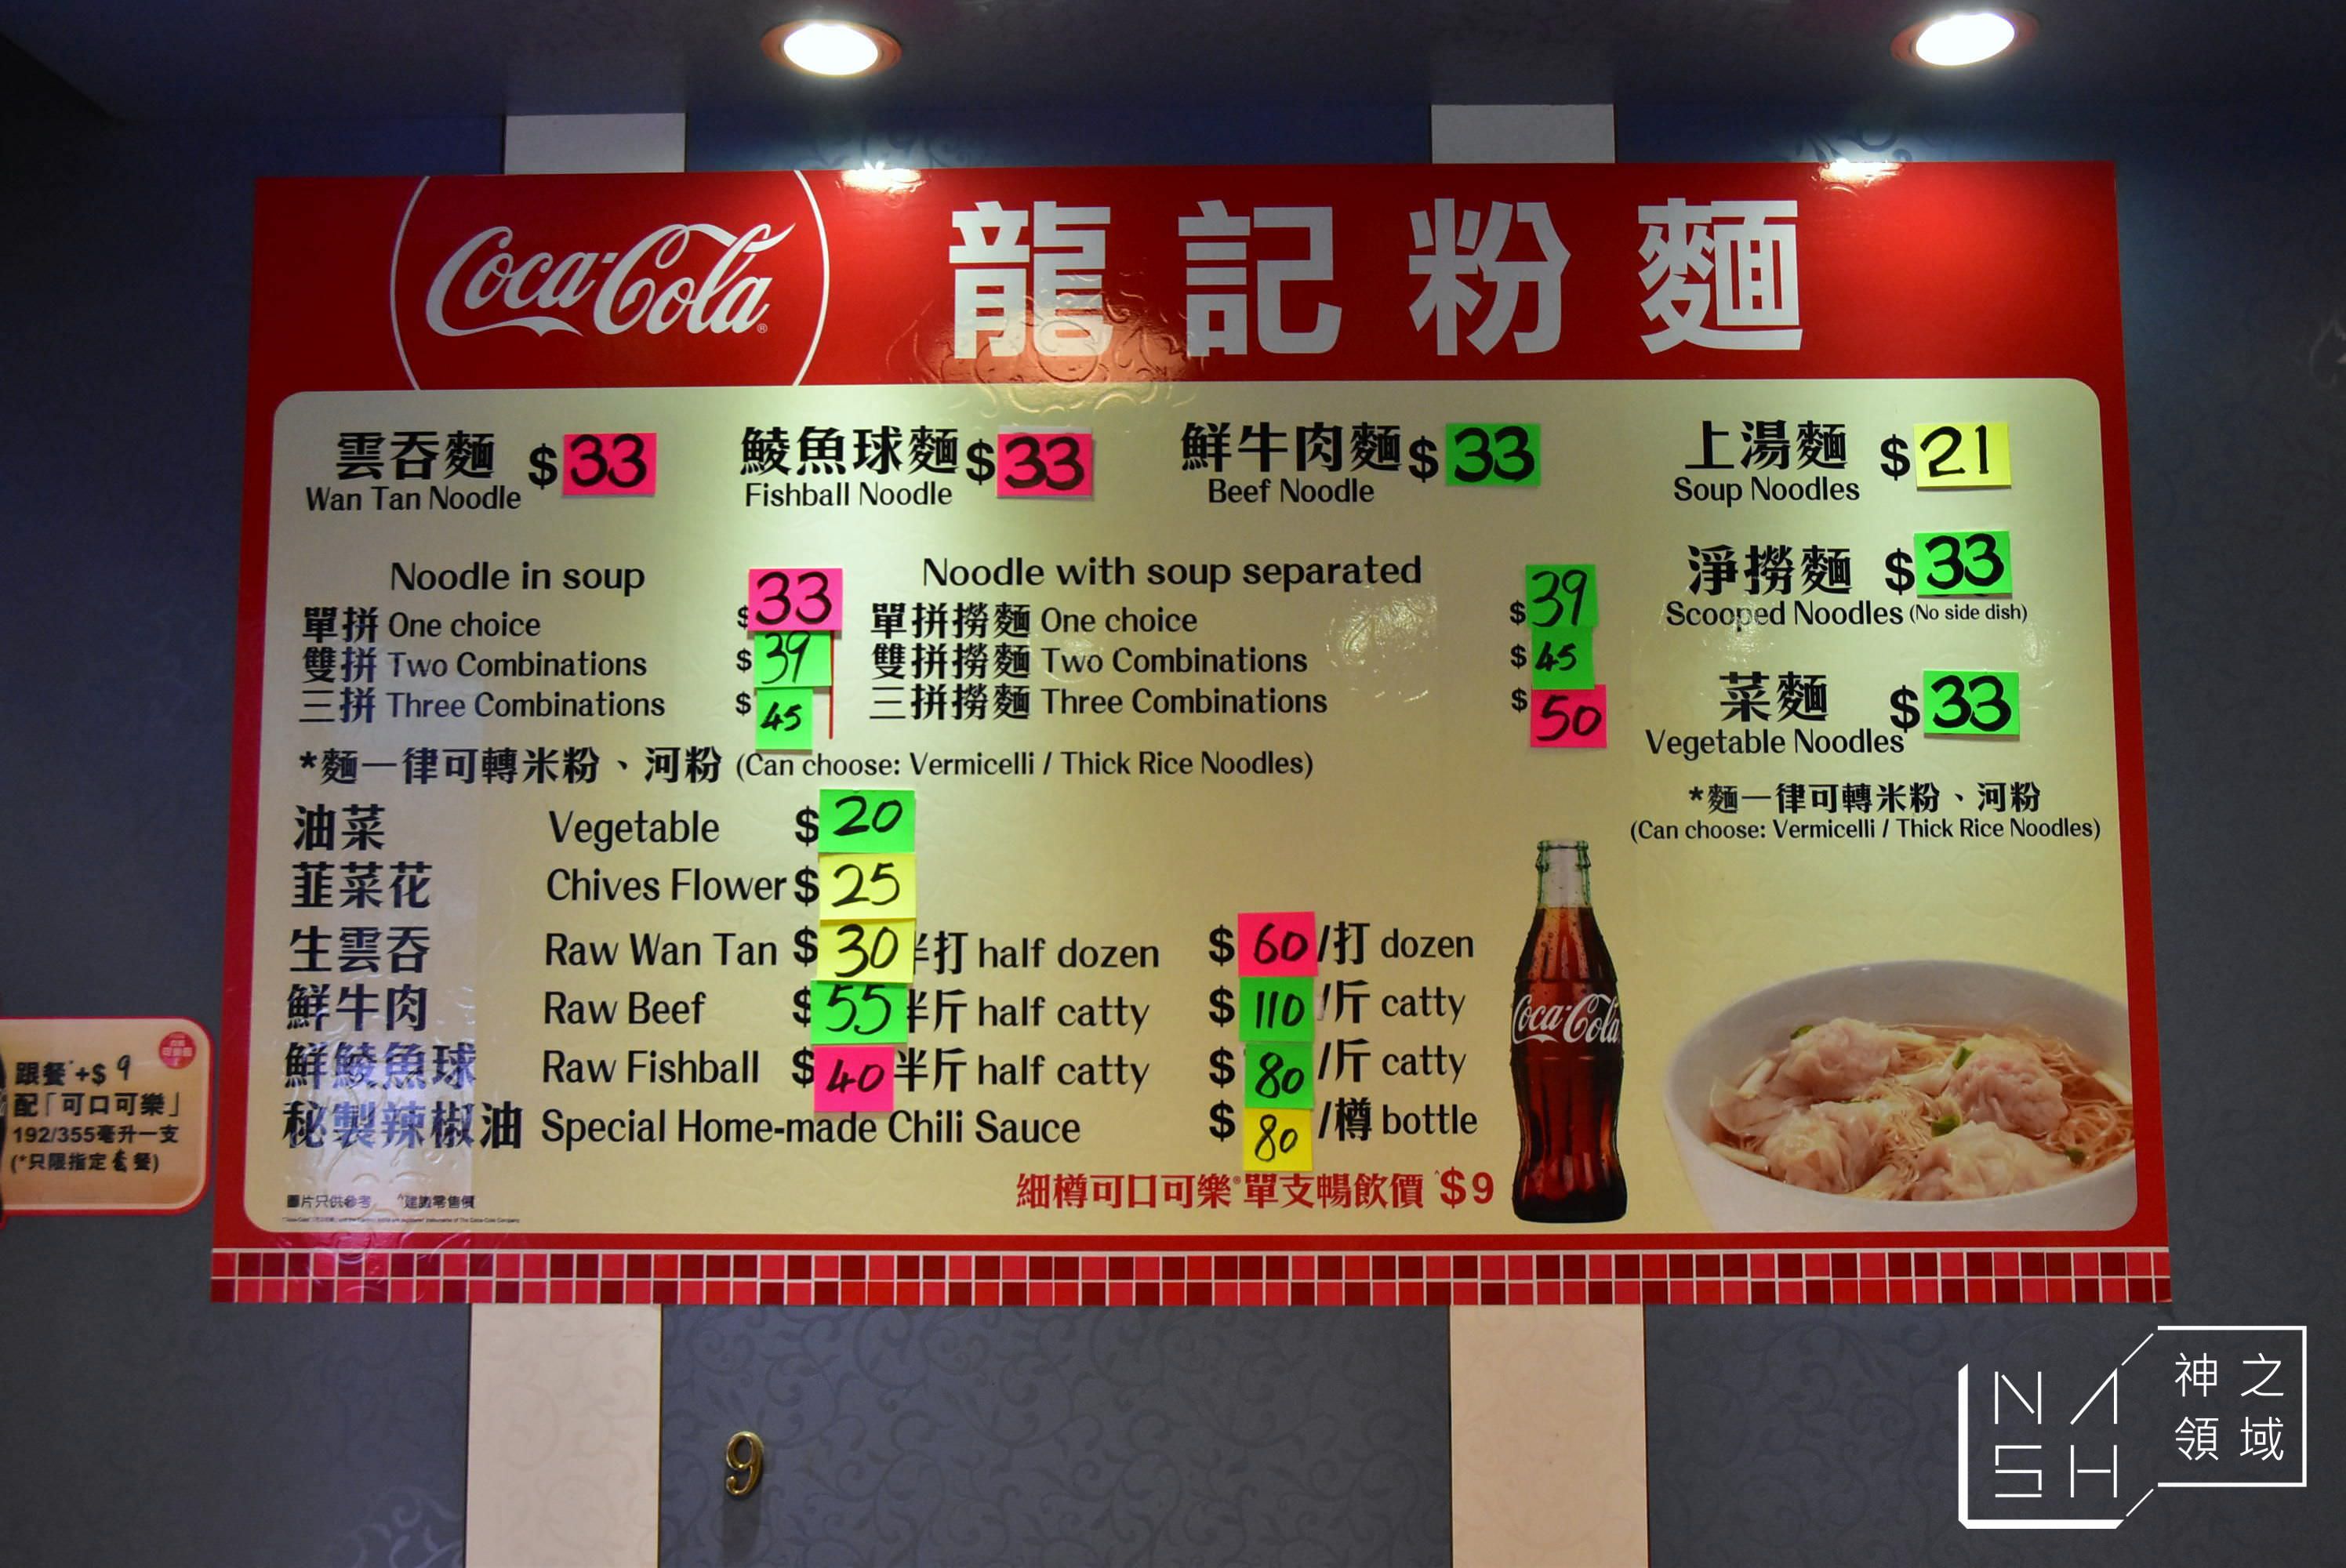 Coca-Cola®
龍記粉麵
雲吞麵 $33
Wan Tan Noodle
鯪魚球麵 $33
Fishball Noodle
鮮牛肉麵 $33
Beef Noodle
上湯麵 $21
Soup Noodles
Noodle in soup
單拼 One choice $33
雙拼 Two Combinations $39
三拼 Three Combinations $45
Noodle with soup separated
單拼撈麵 One choice $39
雙拼撈麵 Two Combinations $45
三拼撈麵 Three Combinations $50
淨撈麵 $33
Scooped Noodles (No side dish)
菜麵 $33
Vegetable Noodles
*麵一律可轉米粉、河粉 (Can choose: Vermicelli / Thick Rice Noodles)
*麵一律可轉米粉、河粉
(Can choose: Vermicelli / Thick Rice Noodles)
油菜 Vegetable $20
韮菜花 Chives Flower $25
生雲吞 Raw Wan Tan $30 半打 half dozen $60 /打 dozen
鮮牛肉 Raw Beef $55 半斤 half catty $110 /斤 catty
鮮鯪魚球 Raw Fishball $40 半斤 half catty $80 /斤 catty
秘製辣椒油 Special Home-made Chili Sauce $80 /樽 bottle
細樽可口可樂®單支暢飲價^$9
圖片只供參考 ^建議零售價
Coca-Cola
跟餐*+$9
配「可口可樂」
192/355毫升一支
(*只限指定套餐)
9
NASH
神之
領域